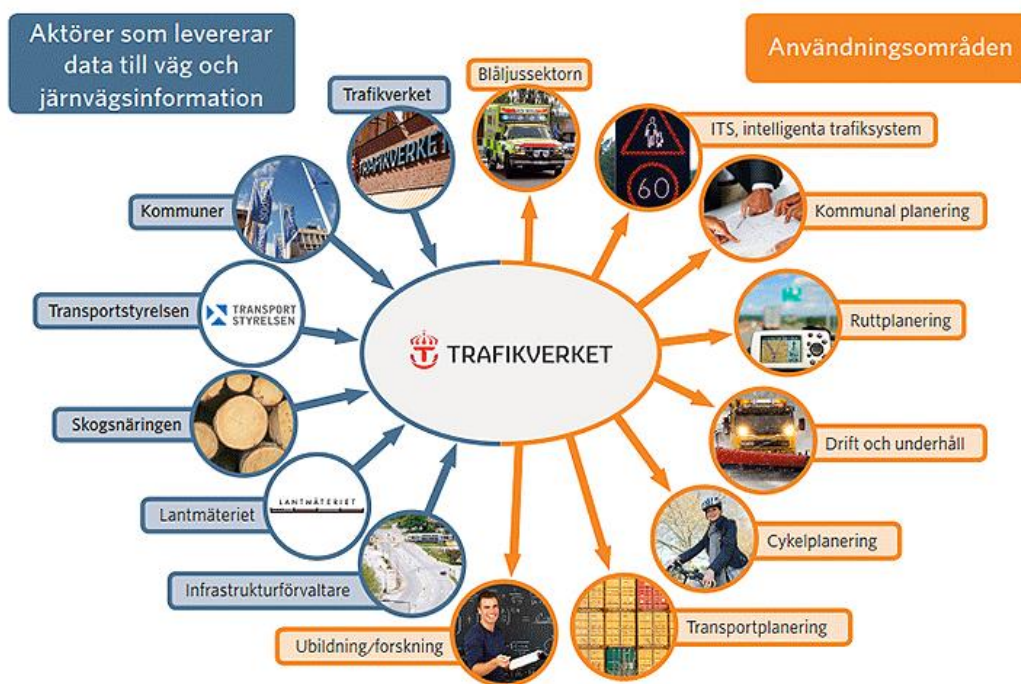 Aktörer som levererar
data till väg och
järnvägsinformation
Användningsområden
Trafikverket
TRAFIKVERKET
Kommuner
Transportstyrelsen
TRANSPORT
STYRELSEN
Skogsnäringen
Lantmäteriet
LANTMÄTERIET
Infrastrukturförvaltare
TRAFIKVERKET
Blåljussektorn
ITS, intelligenta trafiksystem
60
Kommunal planering
Ruttplanering
Drift och underhåll
Cykelplanering
Transportplanering
Ubildning/forskning